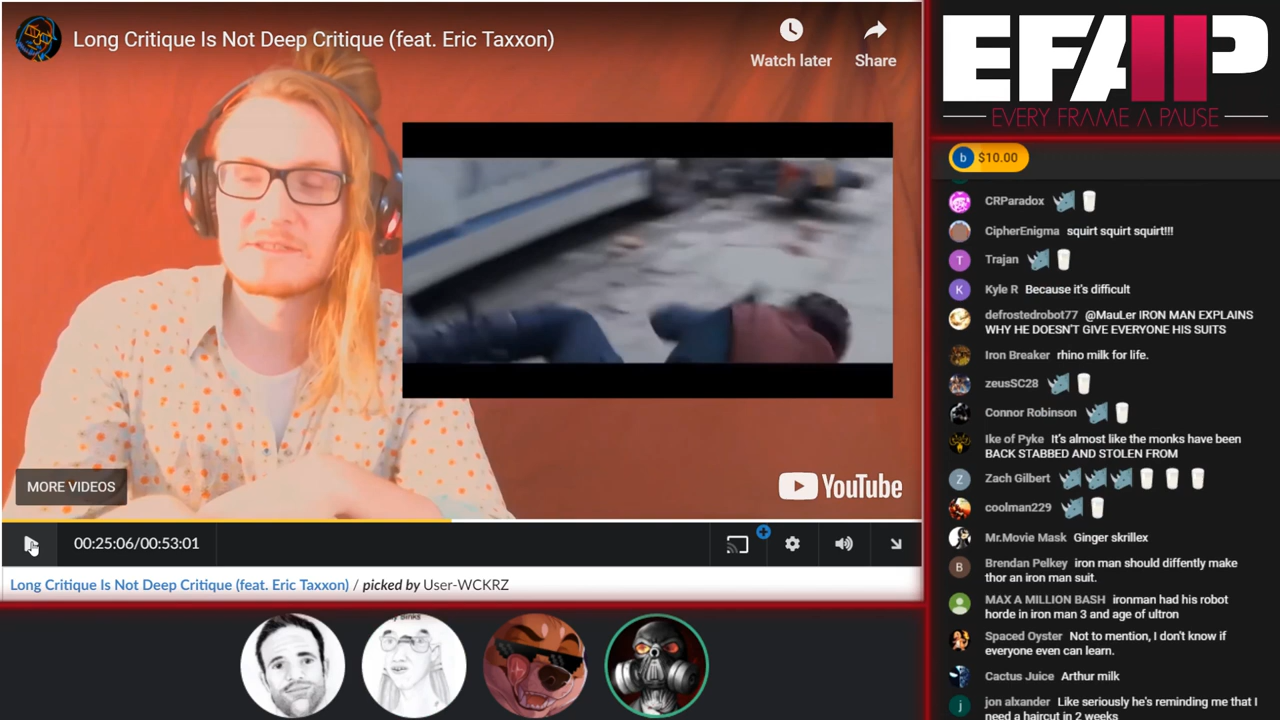 Long Critique Is Not Deep Critique (feat. Eric Taxxon)
Watch later
Share
MORE VIDEOS
YouTube
00:25:06/00:53:01
Long Critique Is Not Deep Critique (feat. Eric Taxxon) / picked by User-WCKRZ
EFAP
EVERY FRAME A PAUSE
b $10.00
CRParadox
CipherEnigma squirt squirt squirt!!!
T Trajan
K Kyle R Because it's difficult
defrostedrobot77 @MauLer IRON MAN EXPLAINS
WHY HE DOESN'T GIVE EVERYONE HIS SUITS
Iron Breaker rhino milk for life.
zeusSC28
Connor Robinson
Ike of Pyke It's almost like the monks have been
BACK STABBED AND STOLEN FROM
Z Zach Gilbert
coolman229
Mr.Movie Mask Ginger skrillex
B Brendan Pelkey iron man should diffently make
thor an iron man suit.
MAX A MILLION BASH ironman had his robot
horde in iron man 3 and age of ultron
Spaced Oyster Not to mention, I don't know if
everyone even can learn.
Cactus Juice Arthur milk
j jon alxander Like seriously he's reminding me that I
need a haircut in 2 weeks